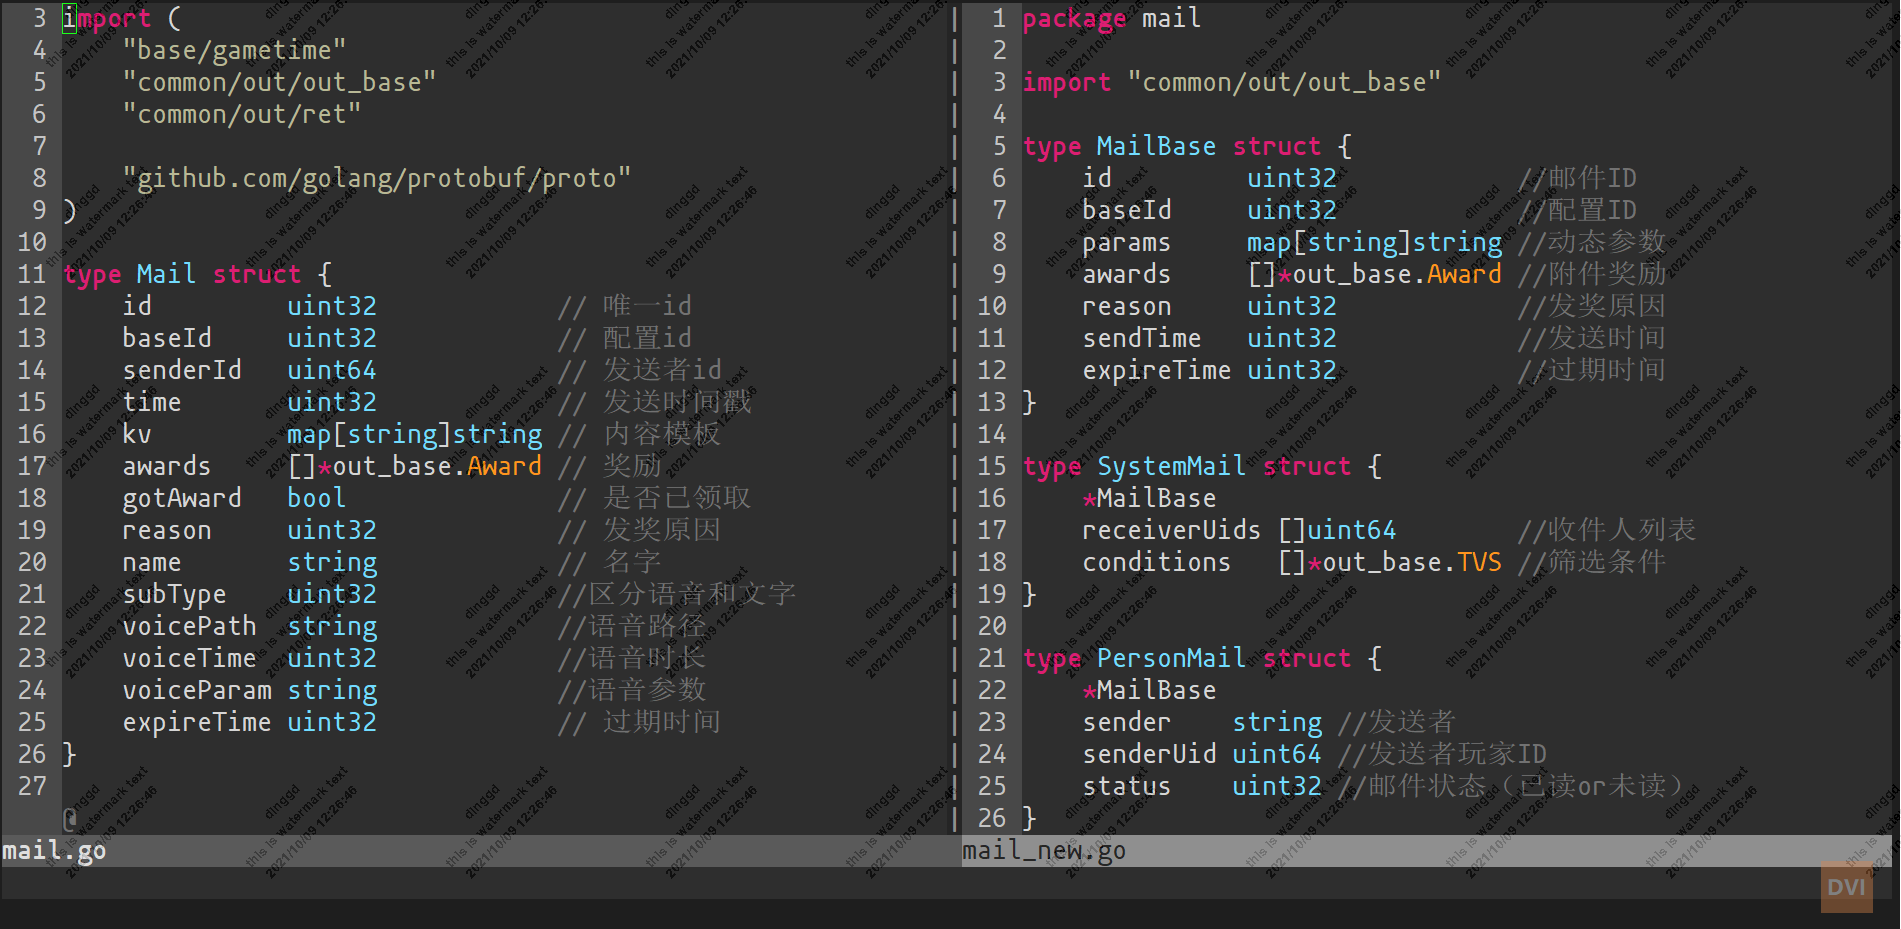 3 import (
4 "base/gametime"
5 "common/out/out_base"
6 "common/out/ret"
7
8 "github.com/golang/protobuf/proto"
9 )
10
11 type Mail struct {
12 id uint32 // 唯一id
13 baseId uint32 // 配置id
14 senderId uint64 // 发送者id
15 time uint32 // 发送时间戳
16 kv map[string]string // 内容模板
17 awards []*out_base.Award // 奖励
18 gotAward bool // 是否已领取
19 reason uint32 // 发奖原因
20 name string // 名字
21 subType uint32 //区分语音和文字
22 voicePath string //语音路径
23 voiceTime uint32 //语音时长
24 voiceParam string //语音参数
25 expireTime uint32 // 过期时间
26 }
27
@
mail.go
1 package mail
2
3 import "common/out/out_base"
4
5 type MailBase struct {
6 id uint32 //邮件ID
7 baseId uint32 //配置ID
8 params map[string]string //动态参数
9 awards []*out_base.Award //附件奖励
10 reason uint32 //发奖原因
11 sendTime uint32 //发送时间
12 expireTime uint32 //过期时间
13 }
14
15 type SystemMail struct {
16 *MailBase
17 receiverUids []uint64 //收件人列表
18 conditions []*out_base.TVS //筛选条件
19 }
20
21 type PersonMail struct {
22 *MailBase
23 sender string //发送者
24 senderUid uint64 //发送者玩家ID
25 status uint32 //邮件状态（已读or未读）
26 }
mail_new.go
dinggd
this is watermark text
2021/10/09 12:26:46
DVI